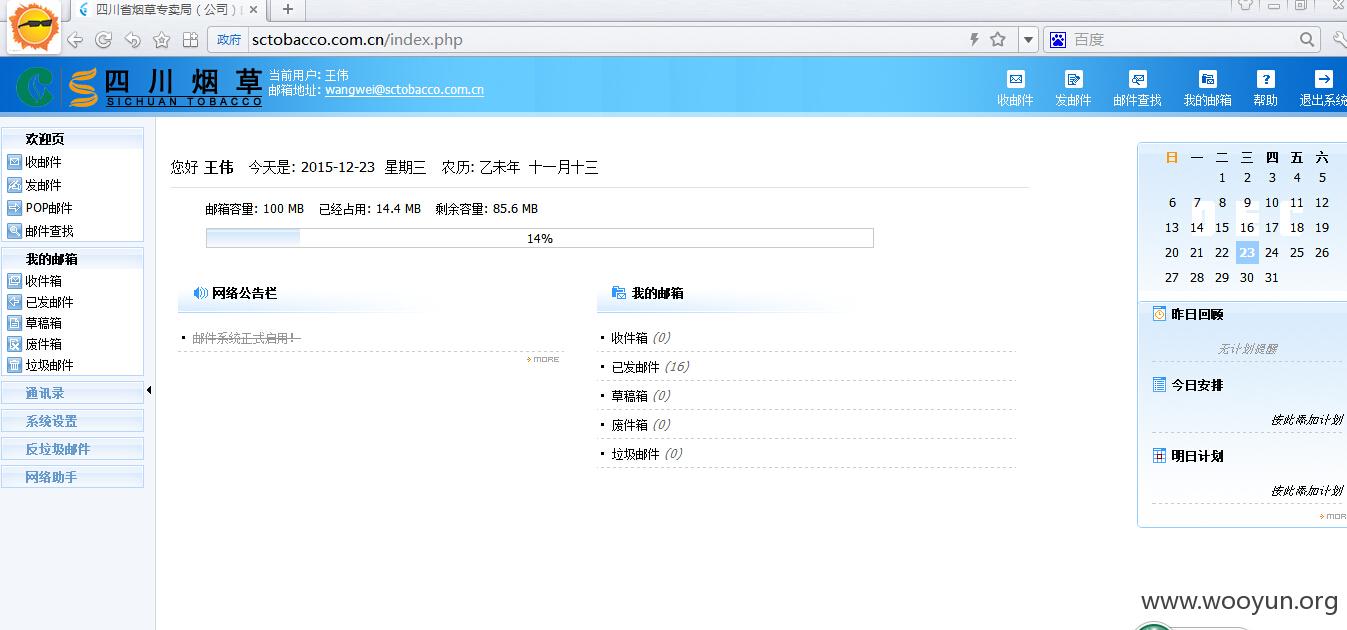 四川省烟草专卖局（公司）
政府 sctobacco.com.cn/index.php 百度
四川烟草
SICHUAN TOBACCO
当前用户: 王伟
邮箱地址: wangwei@sctobacco.com.cn
收邮件 发邮件 邮件查找 我的邮箱 帮助 退出系统
欢迎页
收邮件
发邮件
POP邮件
邮件查找
我的邮箱
收件箱
已发邮件
草稿箱
废件箱
垃圾邮件
通讯录
系统设置
反垃圾邮件
网络助手
您好 王伟 今天是: 2015-12-23 星期三 农历: 乙未年 十一月十三
邮箱容量: 100 MB 已经占用: 14.4 MB 剩余容量: 85.6 MB
14%
网络公告栏
邮件系统正式启用！
MORE
我的邮箱
收件箱 (0)
已发邮件 (16)
草稿箱 (0)
废件箱 (0)
垃圾邮件 (0)
日 一 二 三 四 五 六
1 2 3 4 5
6 7 8 9 10 11 12
13 14 15 16 17 18 19
20 21 22 23 24 25 26
27 28 29 30 31
昨日回顾
无计划提醒
今日安排
按此添加计划
明日计划
按此添加计划
MOR
www.wooyun.org